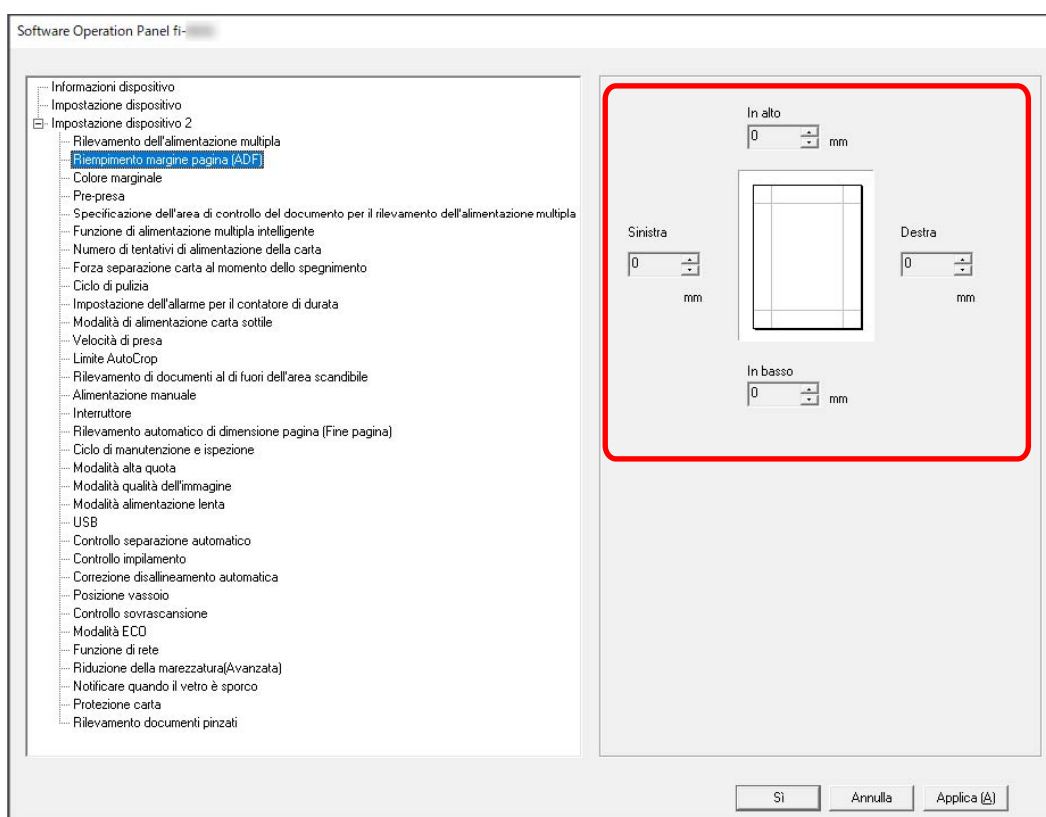 Software Operation Panel fi-
Informazioni dispositivo
Impostazione dispositivo
Impostazione dispositivo 2
Rilevamento dell'alimentazione multipla
Riempimento margine pagina (ADF)
Colore marginale
Pre-presa
Specificazione dell'area di controllo del documento per il rilevamento dell'alimentazione multipla
Funzione di alimentazione multipla intelligente
Numero di tentativi di alimentazione della carta
Forza separazione carta al momento dello spegnimento
Ciclo di pulizia
Impostazione dell'allarme per il contatore di durata
Modalità di alimentazione carta sottile
Velocità di presa
Limite AutoCrop
Rilevamento di documenti al di fuori dell'area scandibile
Alimentazione manuale
Interruttore
Rilevamento automatico di dimensione pagina (Fine pagina)
Ciclo di manutenzione e ispezione
Modalità alta quota
Modalità qualità dell'immagine
Modalità alimentazione lenta
USB
Controllo separazione automatico
Controllo impilamento
Correzione disallineamento automatica
Posizione vassoio
Controllo sovrascansione
Modalità ECO
Funzione di rete
Riduzione della marezzatura(Avanzata)
Notificare quando il vetro è sporco
Protezione carta
Rilevamento documenti pinzati
In alto
0 mm
Sinistra
0
mm
Destra
0
mm
In basso
0 mm
Sì Annulla Applica (A)